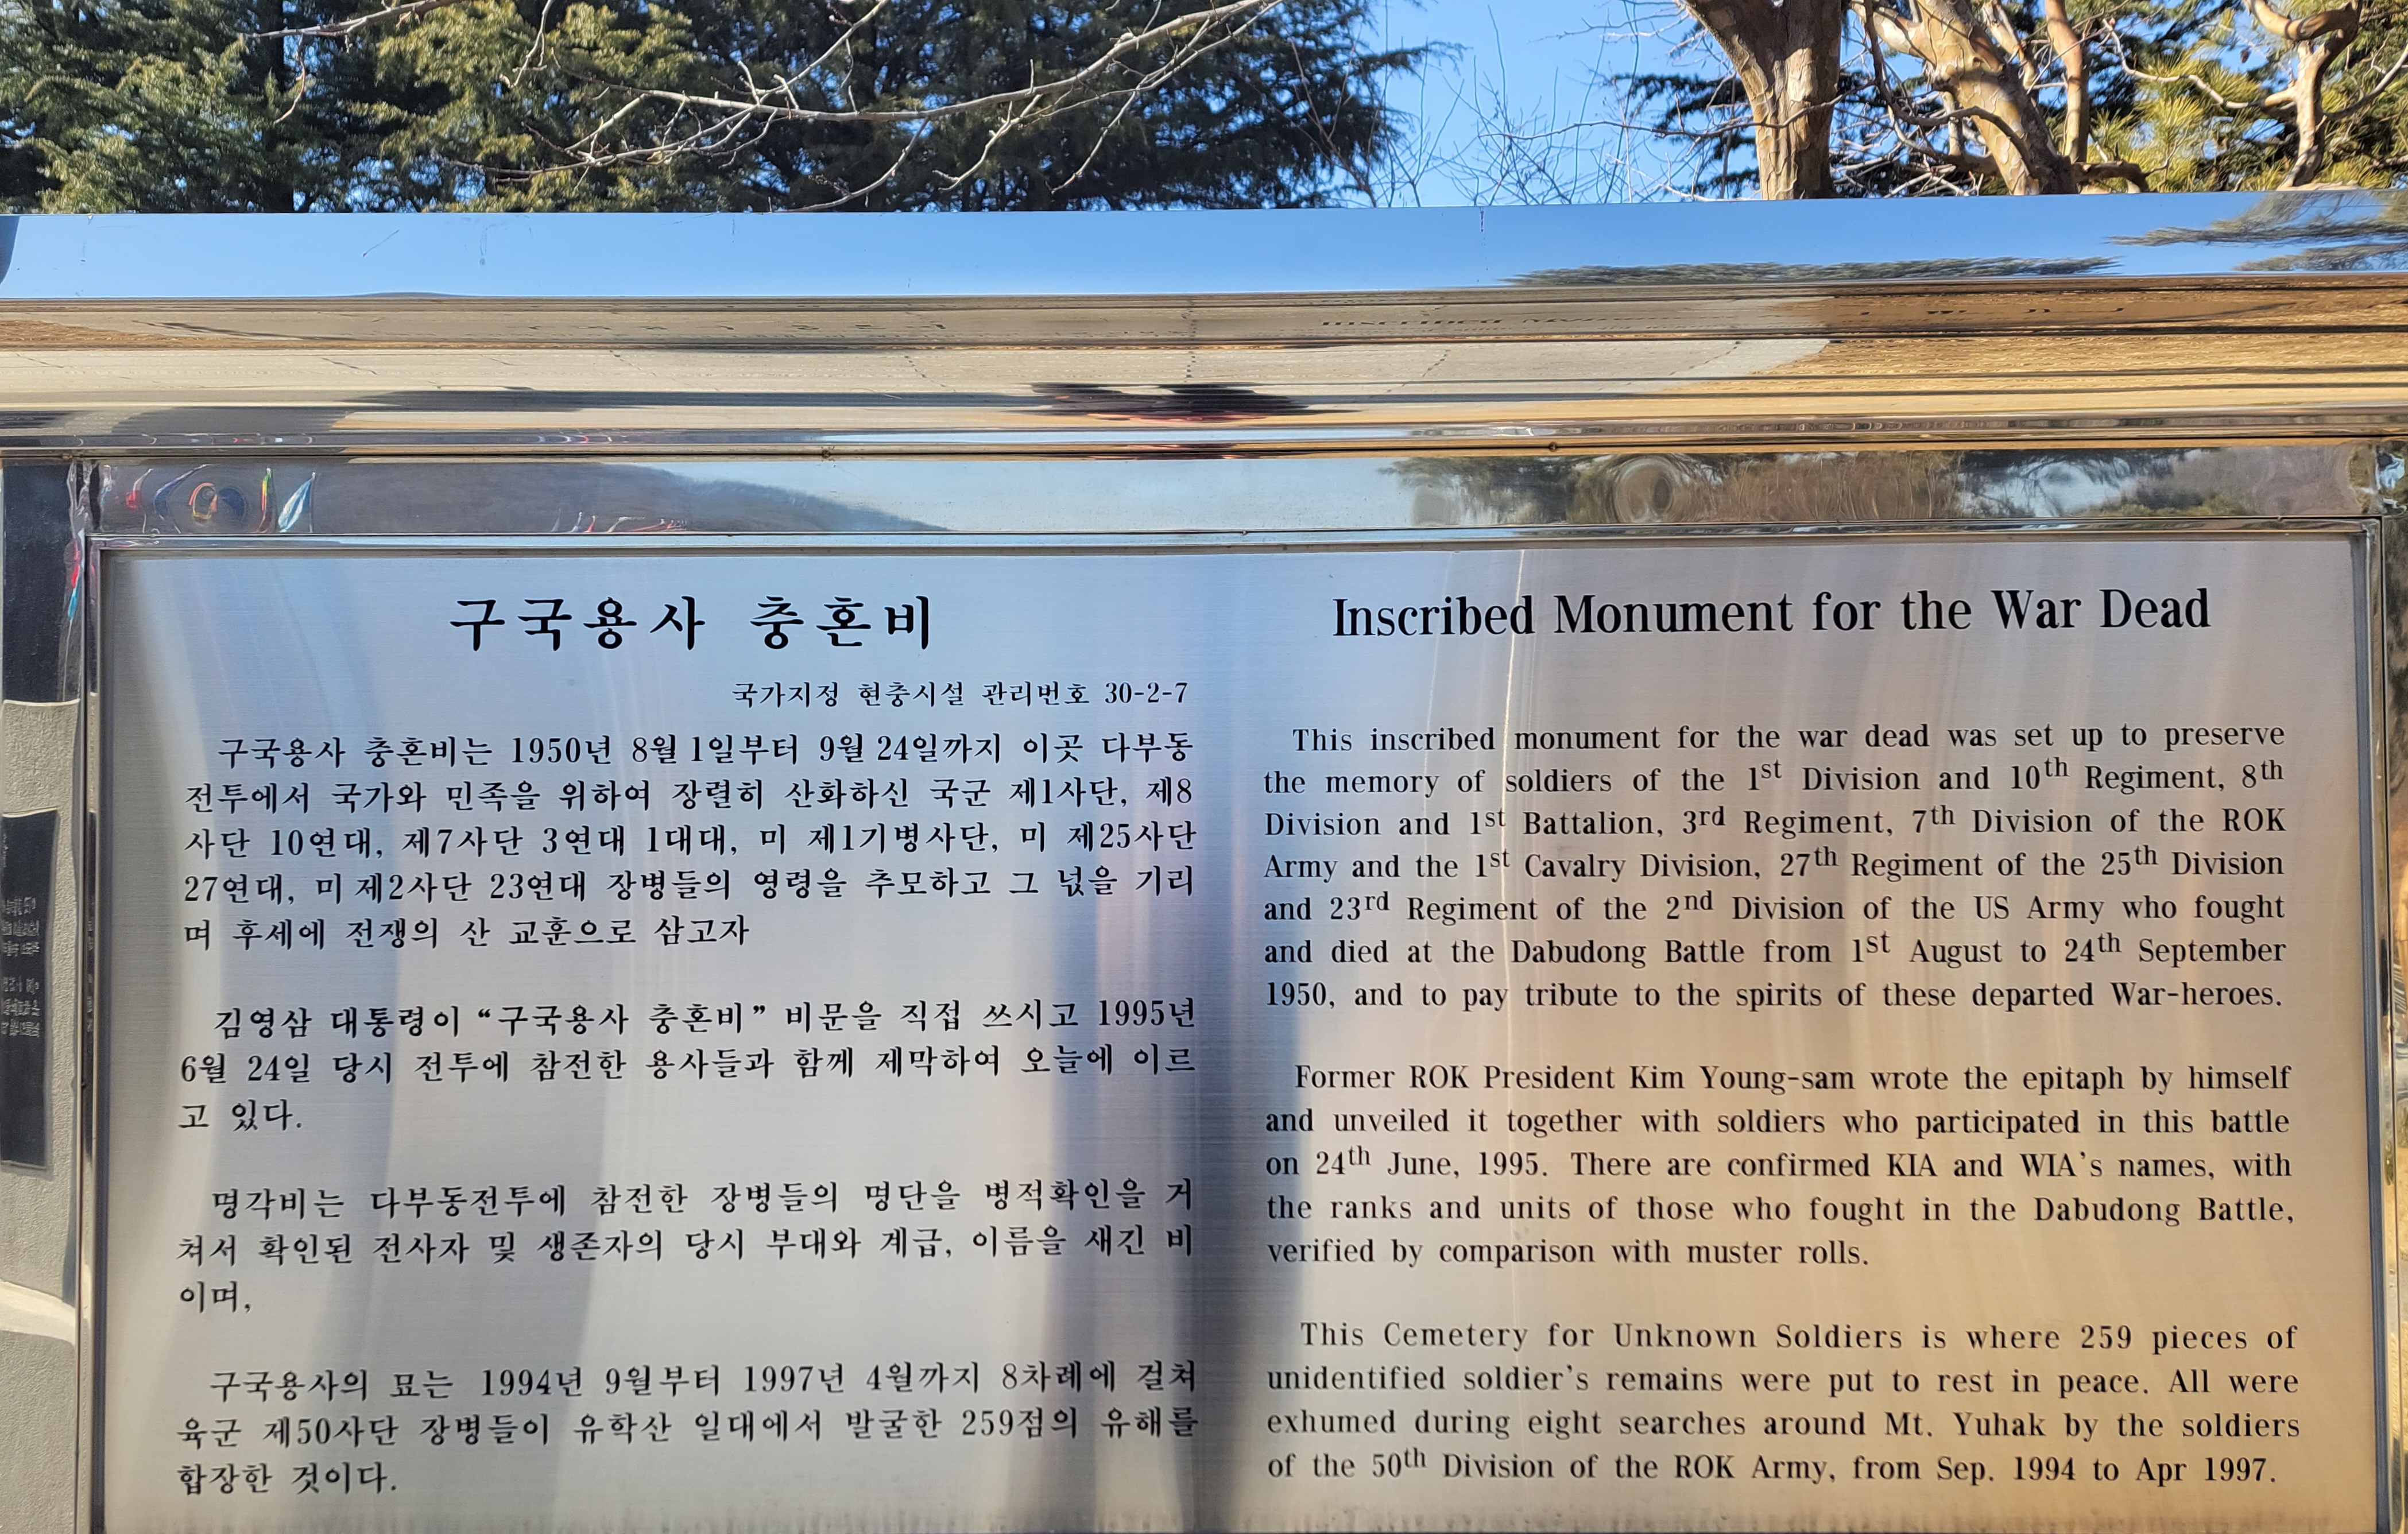 구국용사 충혼비
국가지정 현충시설 관리번호 30-2-7
구국용사 충혼비는 1950년 8월 1일부터 9월 24일까지 이곳 다부동
전투에서 국가와 민족을 위하여 장렬히 산화하신 국군 제1사단, 제8
사단 10연대, 제7사단 3연대 1대대, 미 제1기병사단, 미 제25사단
27연대, 미 제2사단 23연대 장병들의 영령을 추모하고 그 넋을 기리
며 후세에 전쟁의 산 교훈으로 삼고자
김영삼 대통령이 “구국용사 충혼비” 비문을 직접 쓰시고 1995년
6월 24일 당시 전투에 참전한 용사들과 함께 제막하여 오늘에 이르
고 있다.
명각비는 다부동전투에 참전한 장병들의 명단을 병적확인을 거
쳐서 확인된 전사자 및 생존자의 당시 부대와 계급, 이름을 새긴 비
이며,
구국용사의 묘는 1994년 9월부터 1997년 4월까지 8차례에 걸쳐
육군 제50사단 장병들이 유학산 일대에서 발굴한 259점의 유해를
합장한 것이다.
Inscribed Monument for the War Dead
This inscribed monument for the war dead was set up to preserve
the memory of soldiers of the 1st Division and 10th Regiment, 8th
Division and 1st Battalion, 3rd Regiment, 7th Division of the ROK
Army and the 1st Cavalry Division, 27th Regiment of the 25th Division
and 23rd Regiment of the 2nd Division of the US Army who fought
and died at the Dabudong Battle from 1st August to 24th September
1950, and to pay tribute to the spirits of these departed War-heroes.
Former ROK President Kim Young-sam wrote the epitaph by himself
and unveiled it together with soldiers who participated in this battle
on 24th June, 1995. There are confirmed KIA and WIA's names, with
the ranks and units of those who fought in the Dabudong Battle,
verified by comparison with muster rolls.
This Cemetery for Unknown Soldiers is where 259 pieces of
unidentified soldier's remains were put to rest in peace. All were
exhumed during eight searches around Mt. Yuhak by the soldiers
of the 50th Division of the ROK Army, from Sep. 1994 to Apr 1997.